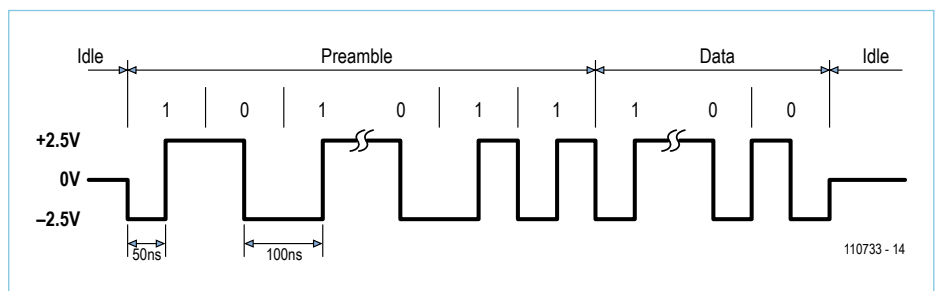 Idle Preamble Data Idle
1 0 1 0 1 1 1 0 0
+2.5V
0V
–2.5V
50ns 100ns
110733 - 14